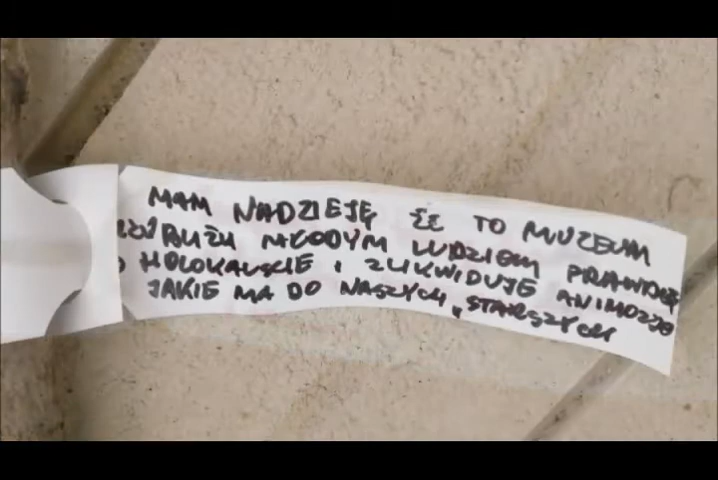 MAM NADZIEJĘ ŻE TO MUZEUM
MŁODYM LUDZIOM PRAWDĘ
O HOLOKAUŚCIE I ZLIKWIDUJE ANIMOZJE
JAKIE MA DO NASZYCH „STARSZYCH